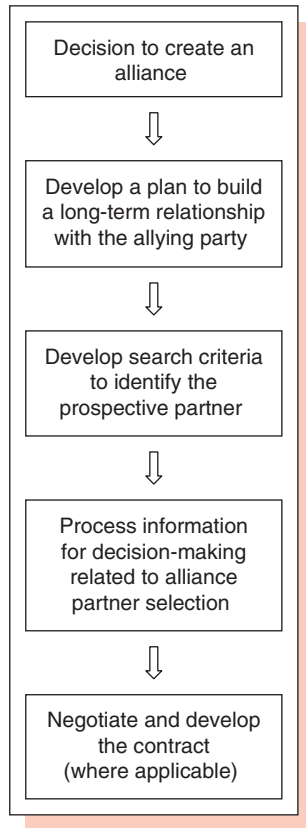 Decision to create an
alliance
Develop a plan to build
a long-term relationship
with the allying party
Develop search criteria
to identify the
prospective partner
Process information
for decision-making
related to alliance
partner selection
Negotiate and develop
the contract
(where applicable)